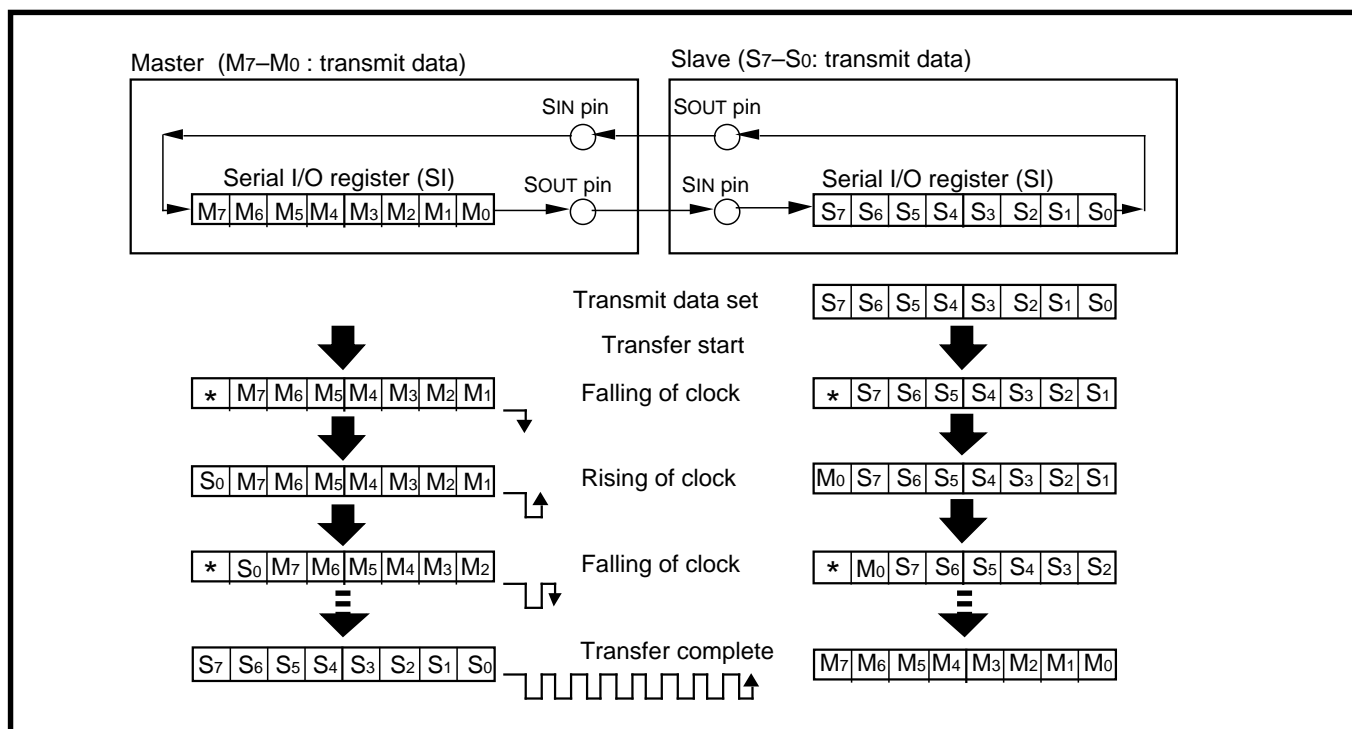 Master (M7–M0 : transmit data)
Slave (S7–S0: transmit data)
SIN pin
SOUT pin
Serial I/O register (SI)
SOUT pin
SIN pin
Serial I/O register (SI)
M7 M6 M5 M4 M3 M2 M1 M0
S7 S6 S5 S4 S3 S2 S1 S0
Transmit data set
S7 S6 S5 S4 S3 S2 S1 S0
Transfer start
* M7 M6 M5 M4 M3 M2 M1
Falling of clock
* S7 S6 S5 S4 S3 S2 S1
S0 M7 M6 M5 M4 M3 M2 M1
Rising of clock
M0 S7 S6 S5 S4 S3 S2 S1
* S0 M7 M6 M5 M4 M3 M2
Falling of clock
* M0 S7 S6 S5 S4 S3 S2
S7 S6 S5 S4 S3 S2 S1 S0
Transfer complete
M7 M6 M5 M4 M3 M2 M1 M0